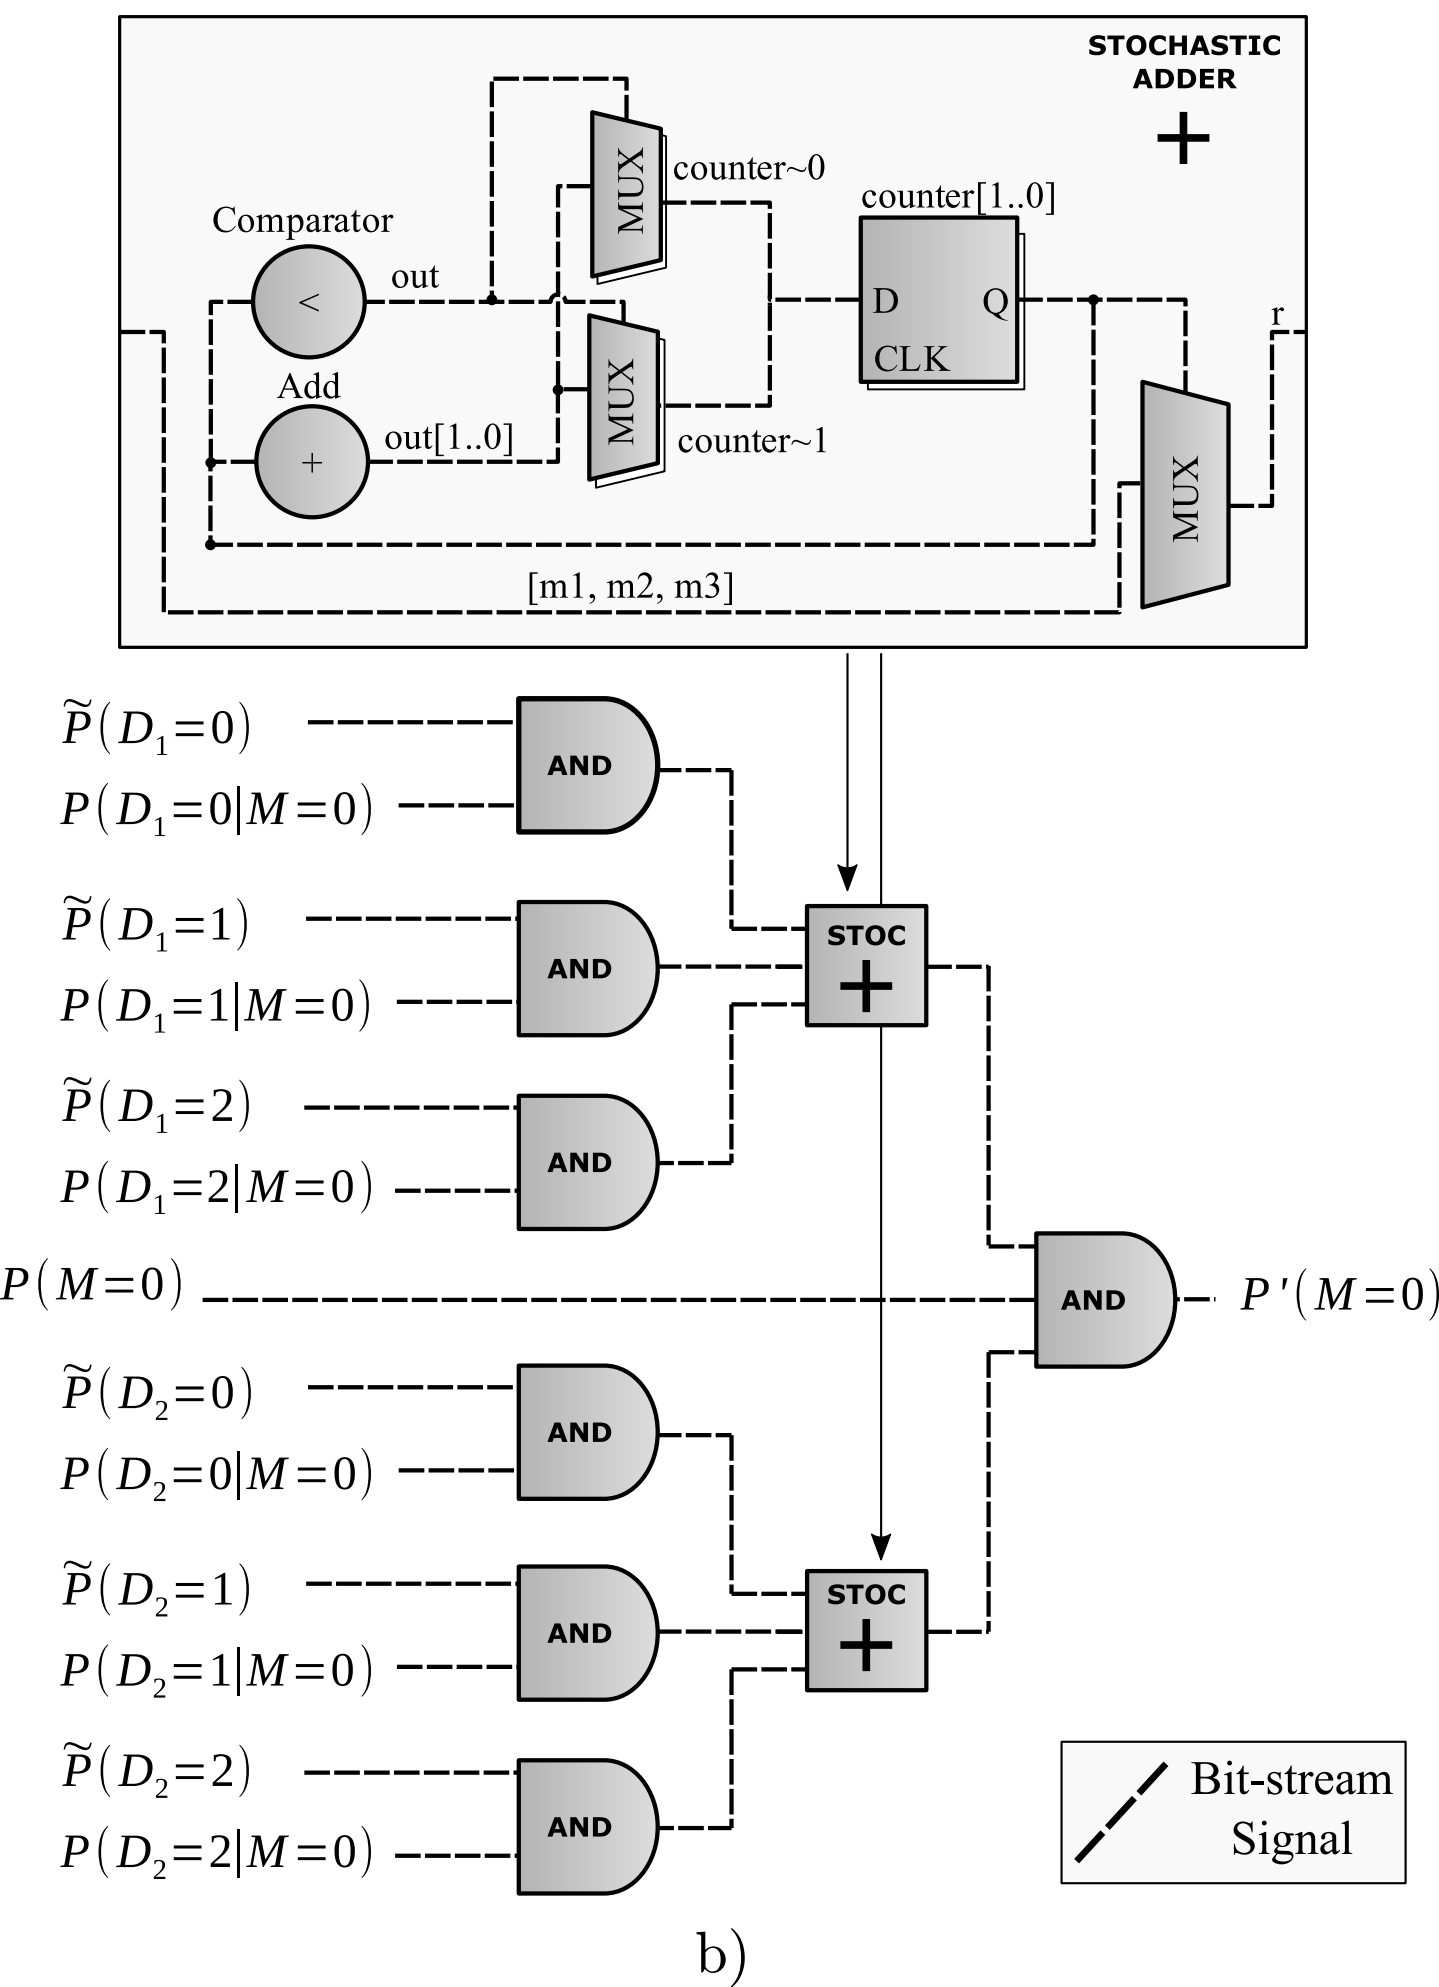 STOCHASTIC
ADDER
+
MUX
counter~0
counter[1..0]
Comparator
<
out
D
Q
CLK
r
MUX
Add
+
out[1..0]
counter~1
MUX
[m1, m2, m3]
P̃(D₁=0)
AND
P(D₁=0|M=0)
P̃(D₁=1)
AND
P(D₁=1|M=0)
STOC
+
P̃(D₁=2)
AND
P(D₁=2|M=0)
P(M=0)
AND
P'(M=0)
P̃(D₂=0)
AND
P(D₂=0|M=0)
P̃(D₂=1)
AND
P(D₂=1|M=0)
STOC
+
P̃(D₂=2)
AND
P(D₂=2|M=0)
Bit-stream
Signal
b)